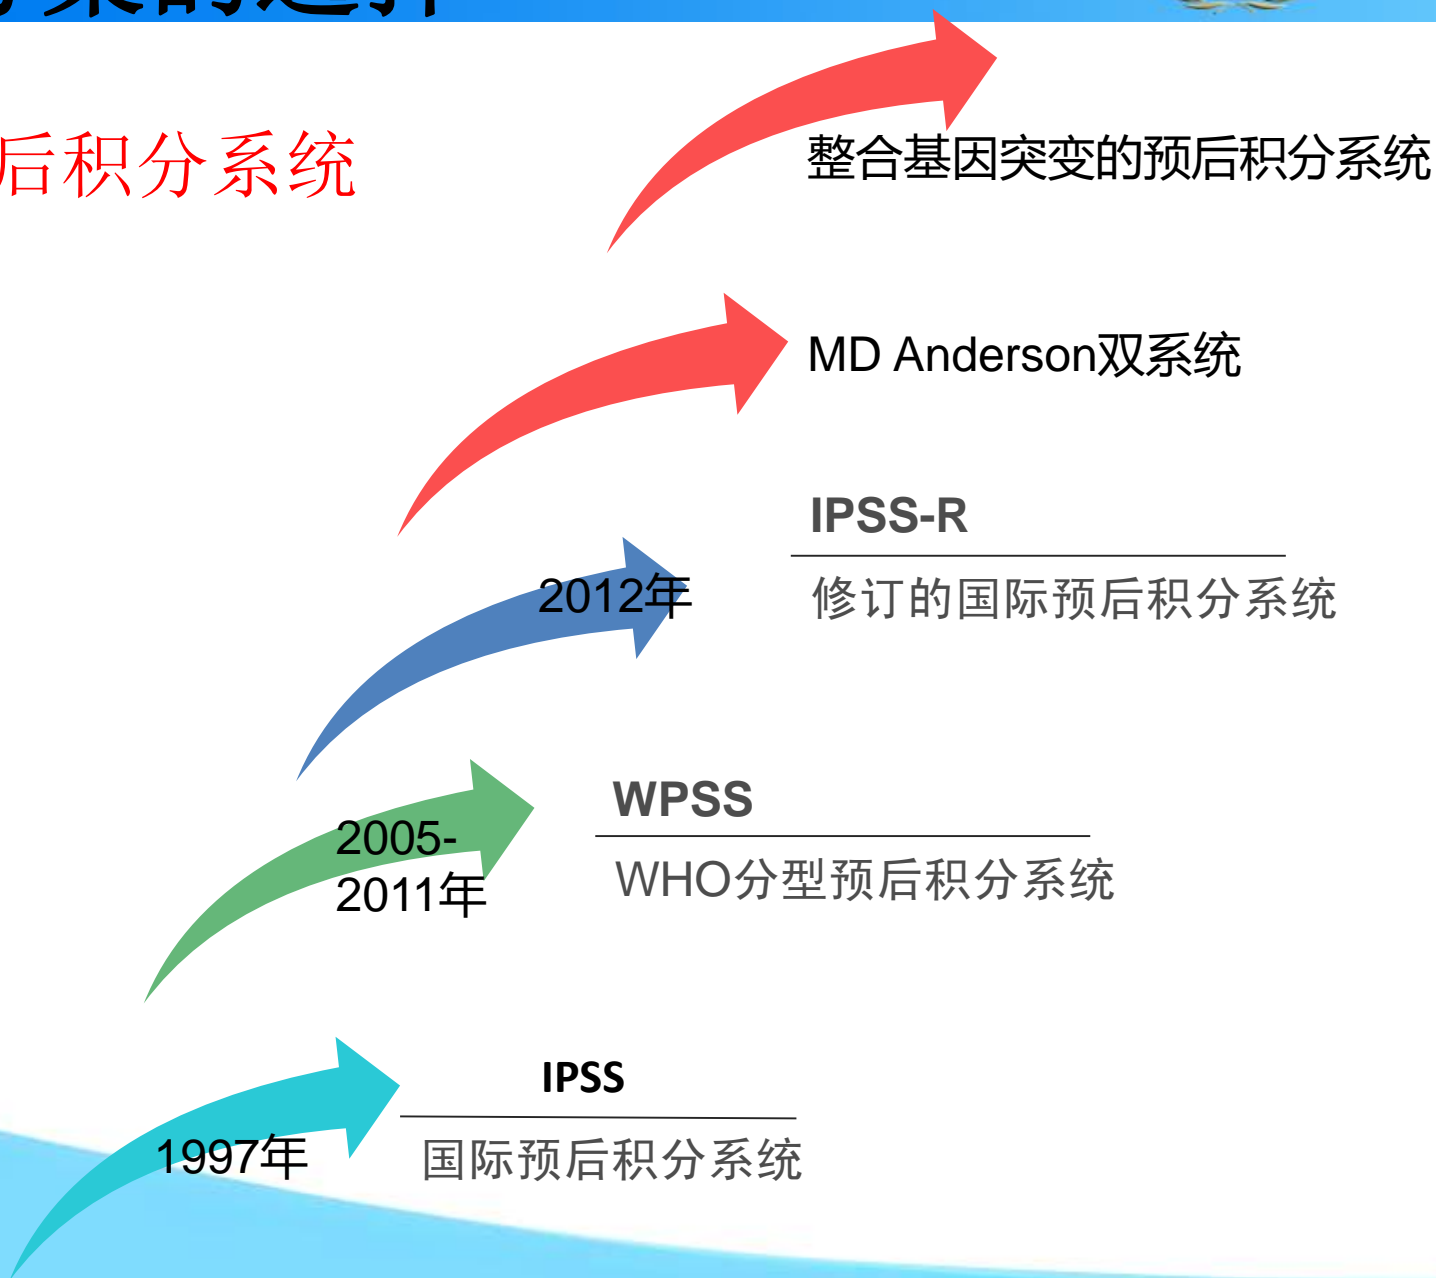 案的选择
后积分系统
整合基因突变的预后积分系统
MD Anderson双系统
IPSS-R
2012年
修订的国际预后积分系统
WPSS
2005-
2011年
WHO分型预后积分系统
IPSS
1997年
国际预后积分系统